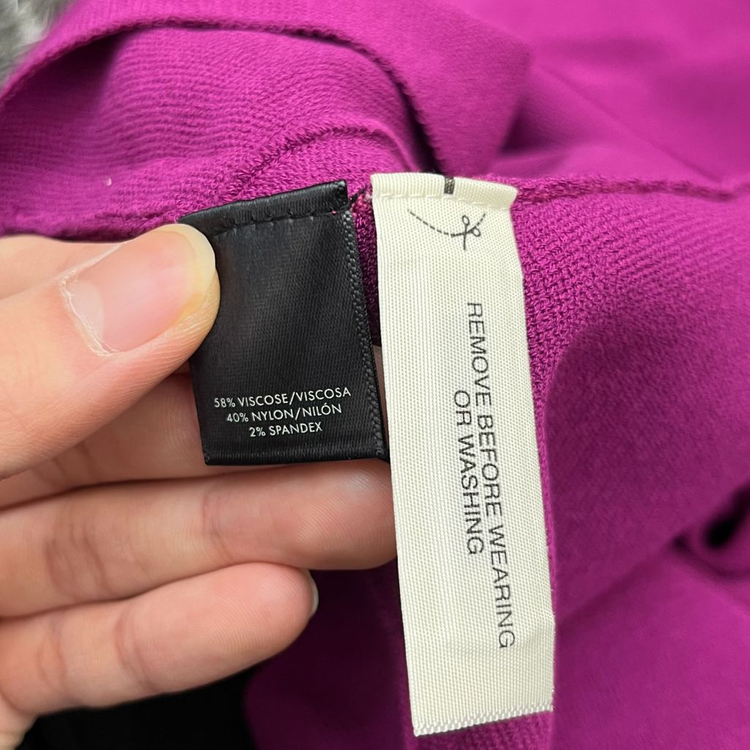 58% VISCOSE/VISCOSA
40% NYLON/NILÓN
2% SPANDEX
REMOVE BEFORE WEARING
OR WASHING